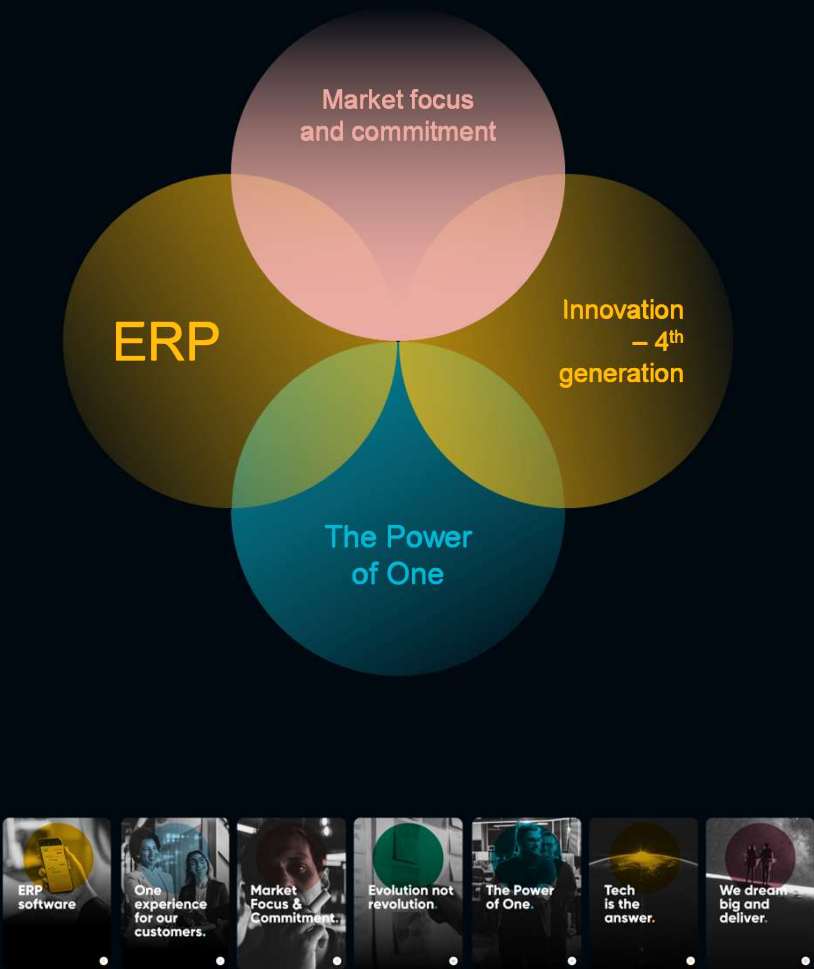 Market focus
and commitment
ERP
Innovation
– 4th
generation
The Power
of One
ERP
software
One
experience
for our
customers.
Market
Focus &
Commitment.
Evolution not
revolution.
The Power
of One.
Tech
is the
answer.
We dream
big and
deliver.